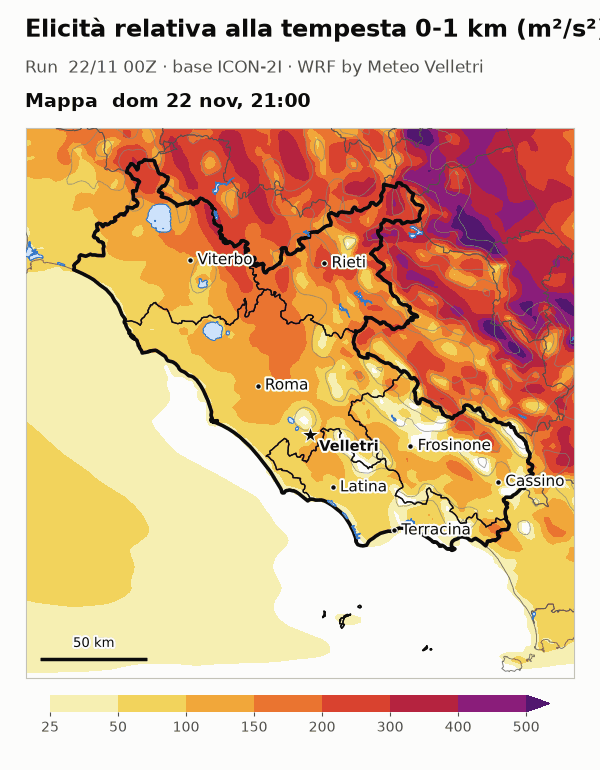 Elicità relativa alla tempesta 0-1 km (m²/s²)
Run  22/11 00Z · base ICON-2I · WRF by Meteo Velletri
Mappa  dom 22 nov, 21:00
Viterbo
Rieti
Roma
Velletri
Frosinone
Cassino
Latina
Terracina
50 km
25 50 100 150 200 300 400 500